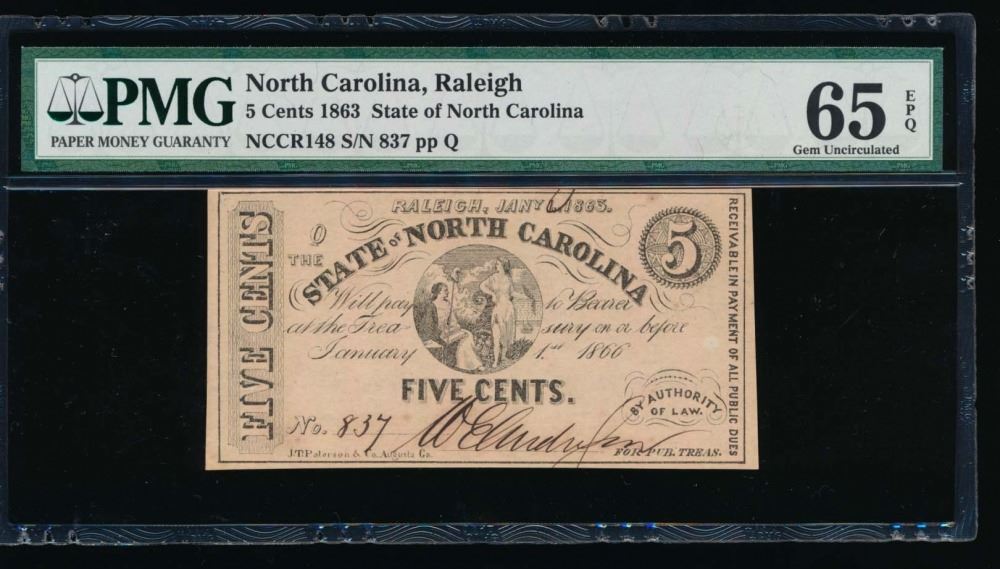 PMG
PAPER MONEY GUARANTY
North Carolina, Raleigh
5 Cents 1863 State of North Carolina
NCCR148 S/N 837 pp Q
65
EPQ
Gem Uncirculated
RALEIGH, JANY 1, 1863.
Q
THE
STATE of NORTH CAROLINA
5
Will pay to Bearer
at the Treasury on or before
January 1st 1866
FIVE CENTS.
FIVE CENTS
RECEIVABLE IN PAYMENT OF ALL PUBLIC DUES
BY AUTHORITY
OF LAW.
No. 837
J.T. Paterson & Co. Augusta Ga.
FOR PUB. TREAS.